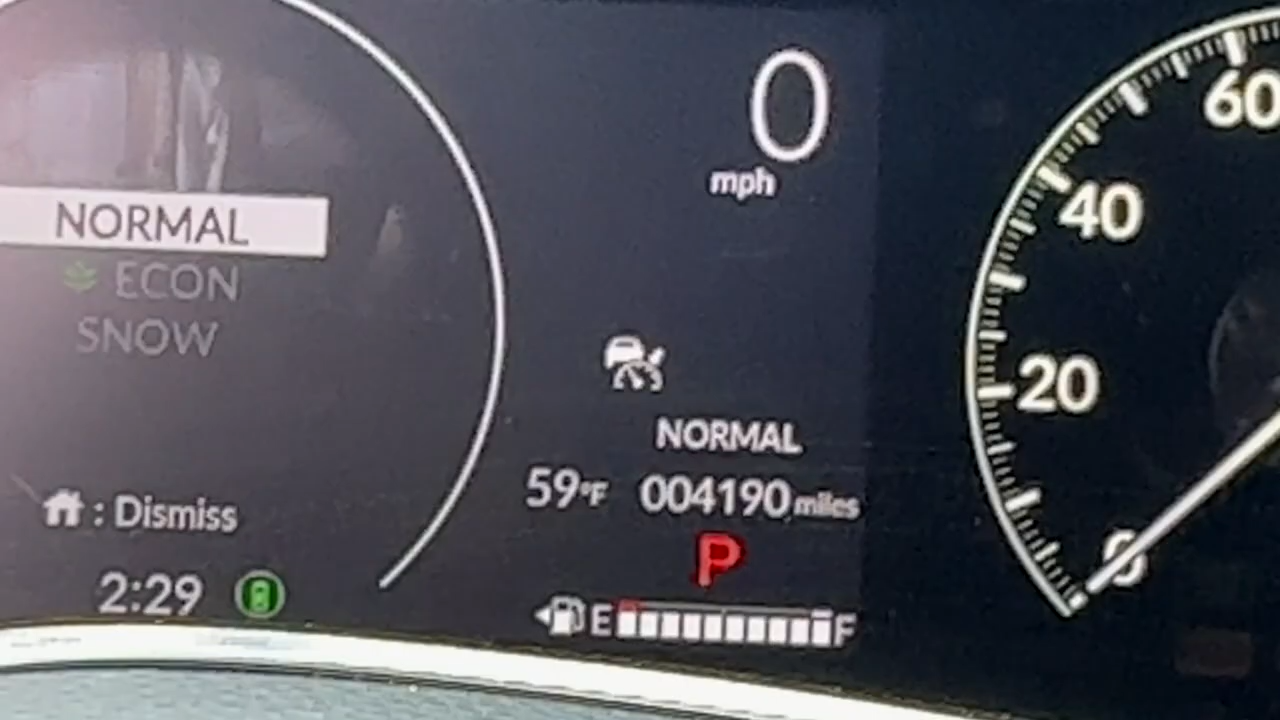 NORMAL
ECON
SNOW
: Dismiss
2:29
0
mph
NORMAL
59°F 004190 miles
P
E F
60
40
20
0